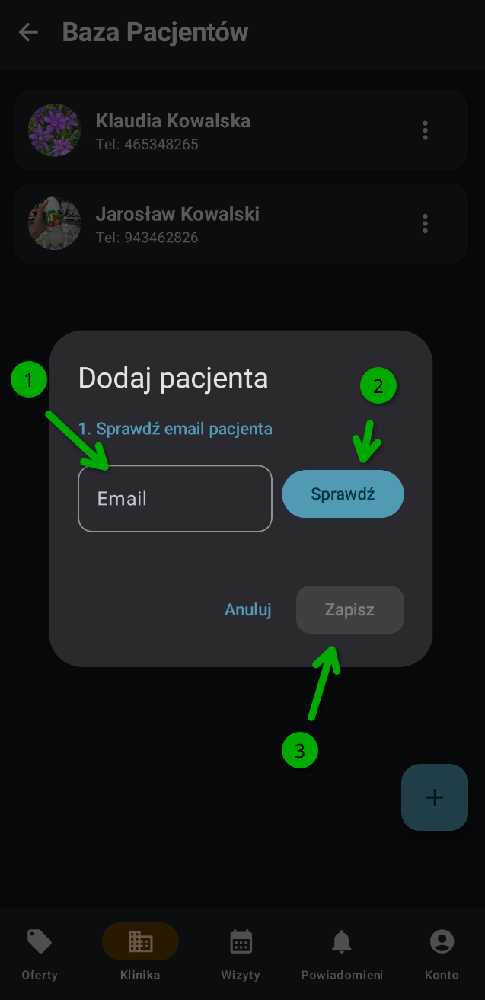 Baza Pacjentów
Klaudia Kowalska
Tel: 465348265
Jarosław Kowalski
Tel: 943462826
1
Dodaj pacjenta
2
1. Sprawdź email pacjenta
Email
Sprawdź
Anuluj
Zapisz
3
+
Oferty
Klinika
Wizyty
Powiadomieni
Konto